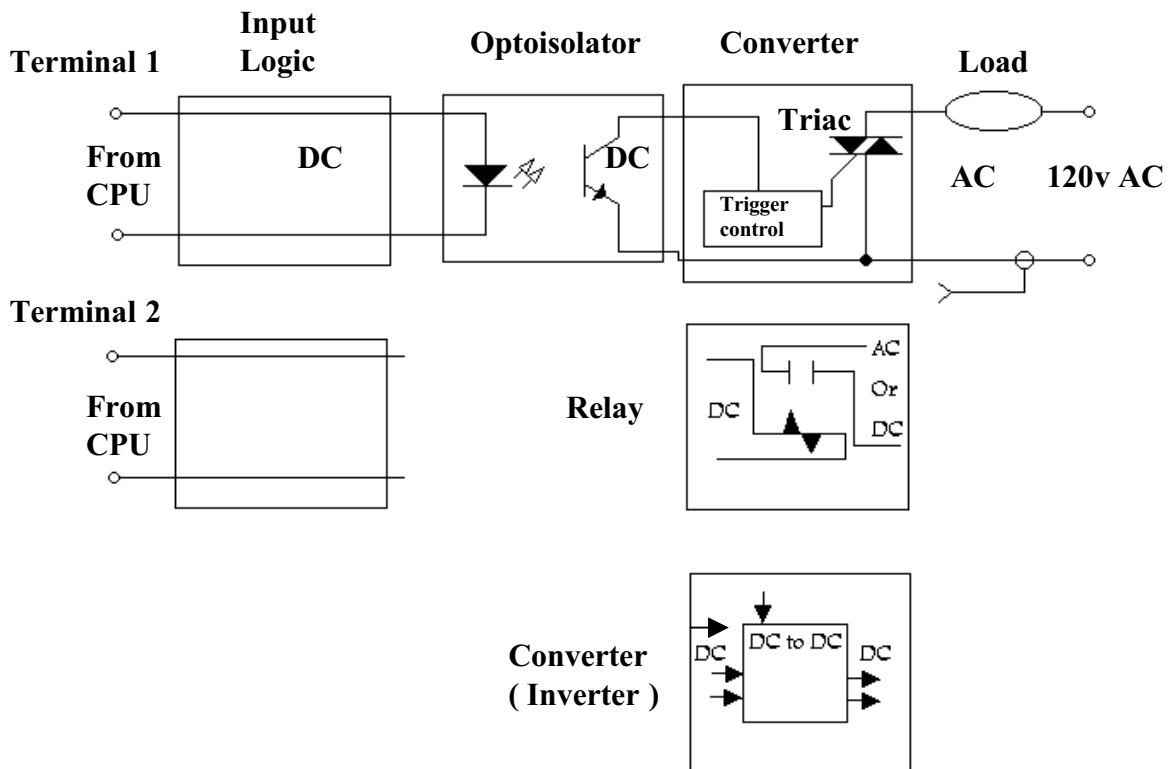 Input
Logic
Optoisolator
Converter
Terminal 1
Load
Triac
From
CPU
DC
DC
AC
120v AC
Trigger
control
Terminal 2
From
CPU
Relay
AC
Or
DC
DC
Converter
( Inverter )
DC to DC
DC
DC